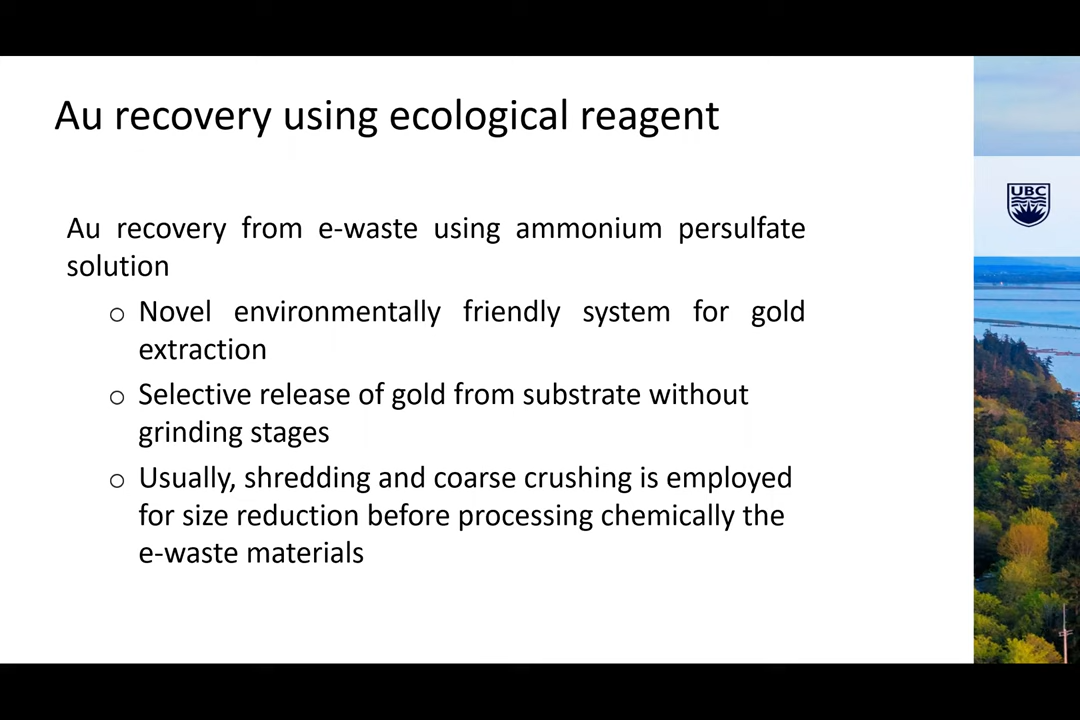 Au recovery using ecological reagent
UBC
Au recovery from e-waste using ammonium persulfate
solution
o Novel environmentally friendly system for gold
extraction
o Selective release of gold from substrate without
grinding stages
o Usually, shredding and coarse crushing is employed
for size reduction before processing chemically the
e-waste materials